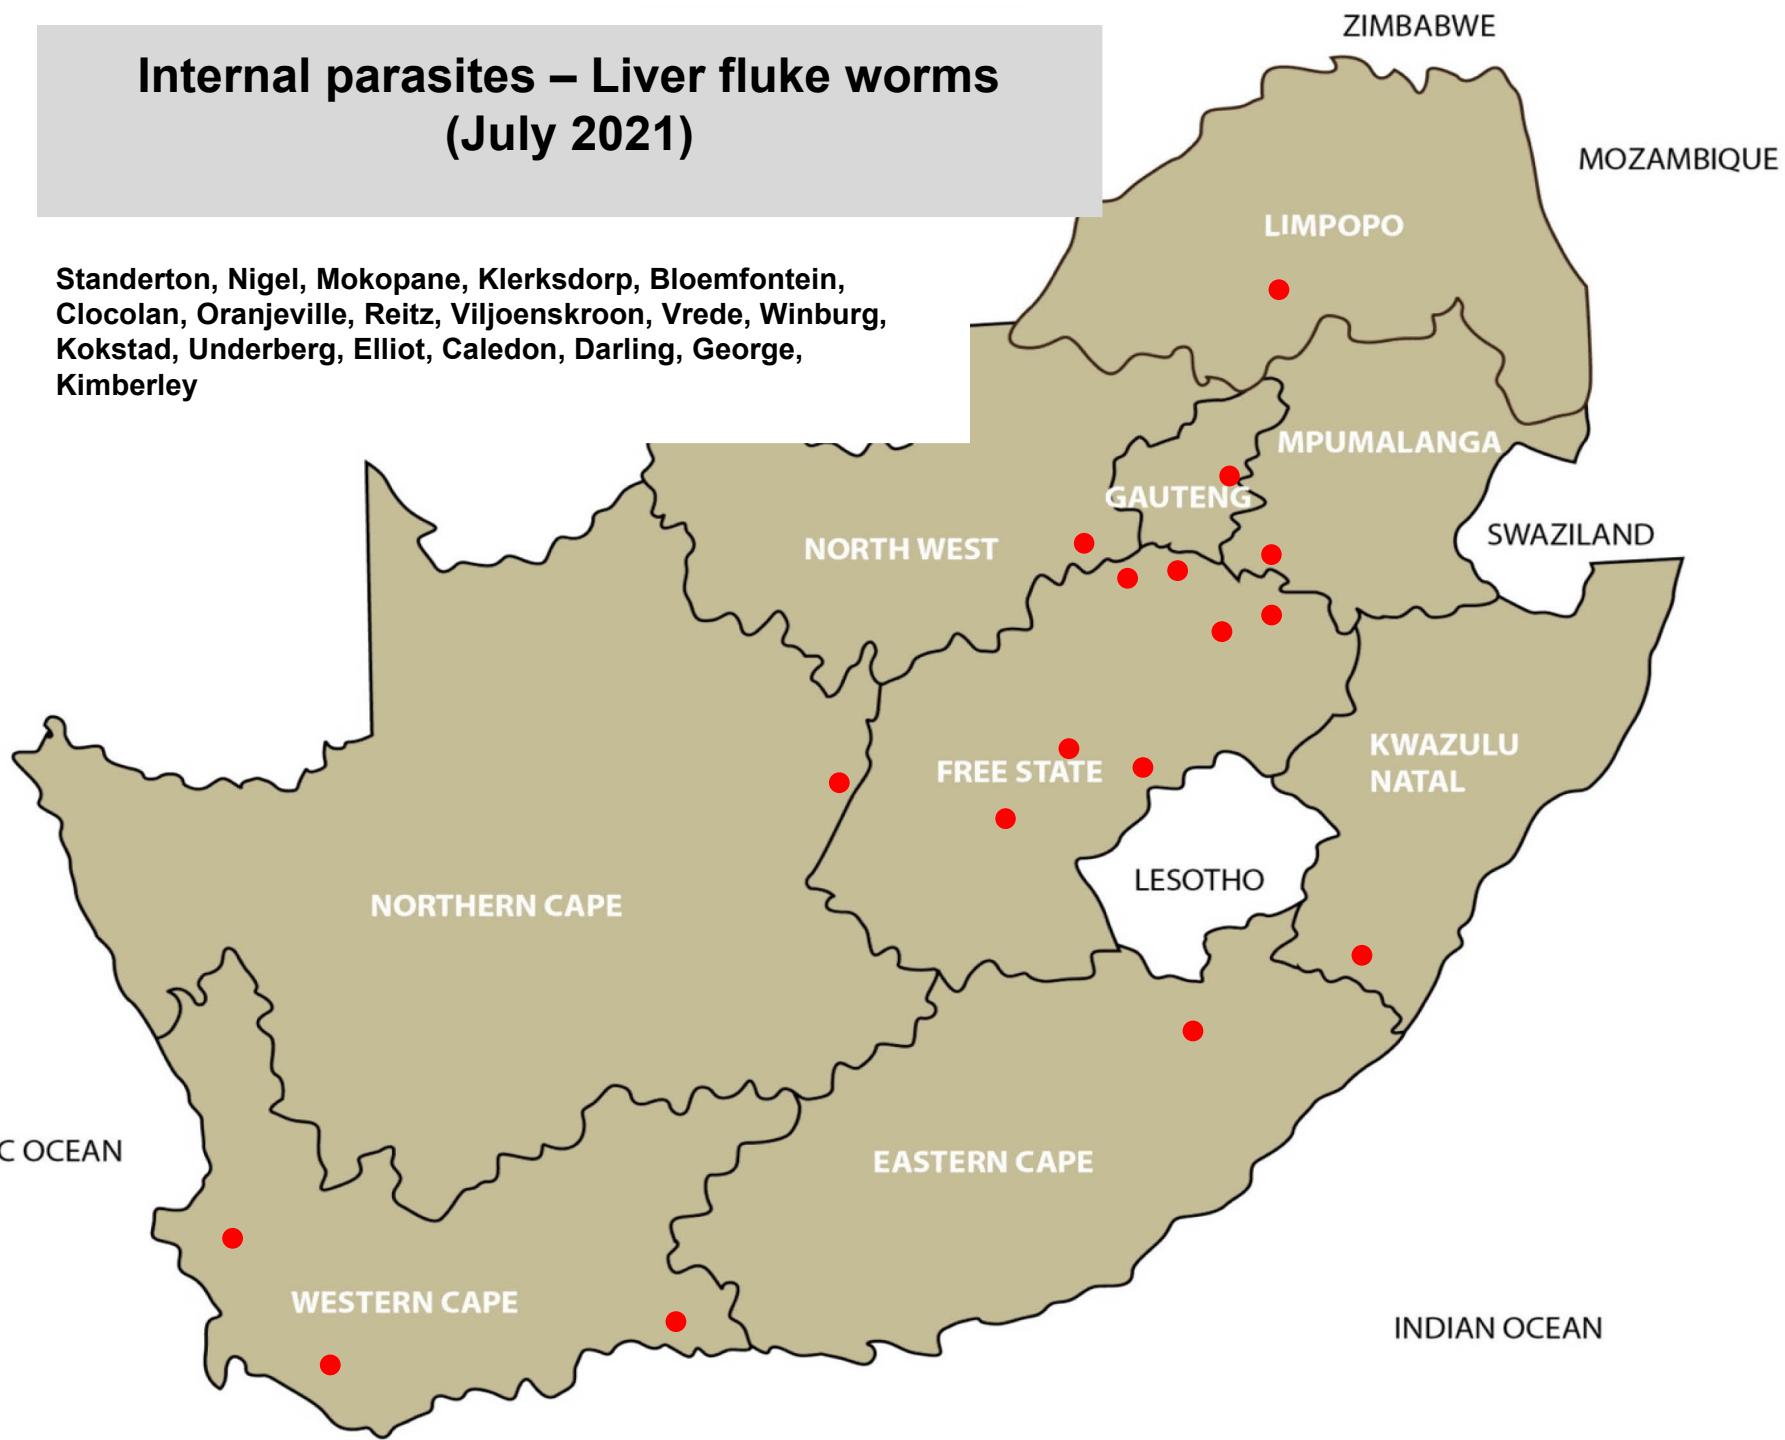 ZIMBABWE
Internal parasites – Liver fluke worms
(July 2021)
MOZAMBIQUE
LIMPOPO
Standerton, Nigel, Mokopane, Klerksdorp, Bloemfontein,
Clocolan, Oranjeville, Reitz, Viljoenskroon, Vrede, Winburg,
Kokstad, Underberg, Elliot, Caledon, Darling, George,
Kimberley
MPUMALANGA
GAUTENG
SWAZILAND
NORTH WEST
KWAZULU
NATAL
FREE STATE
LESOTHO
NORTHERN CAPE
C OCEAN
EASTERN CAPE
WESTERN CAPE
INDIAN OCEAN